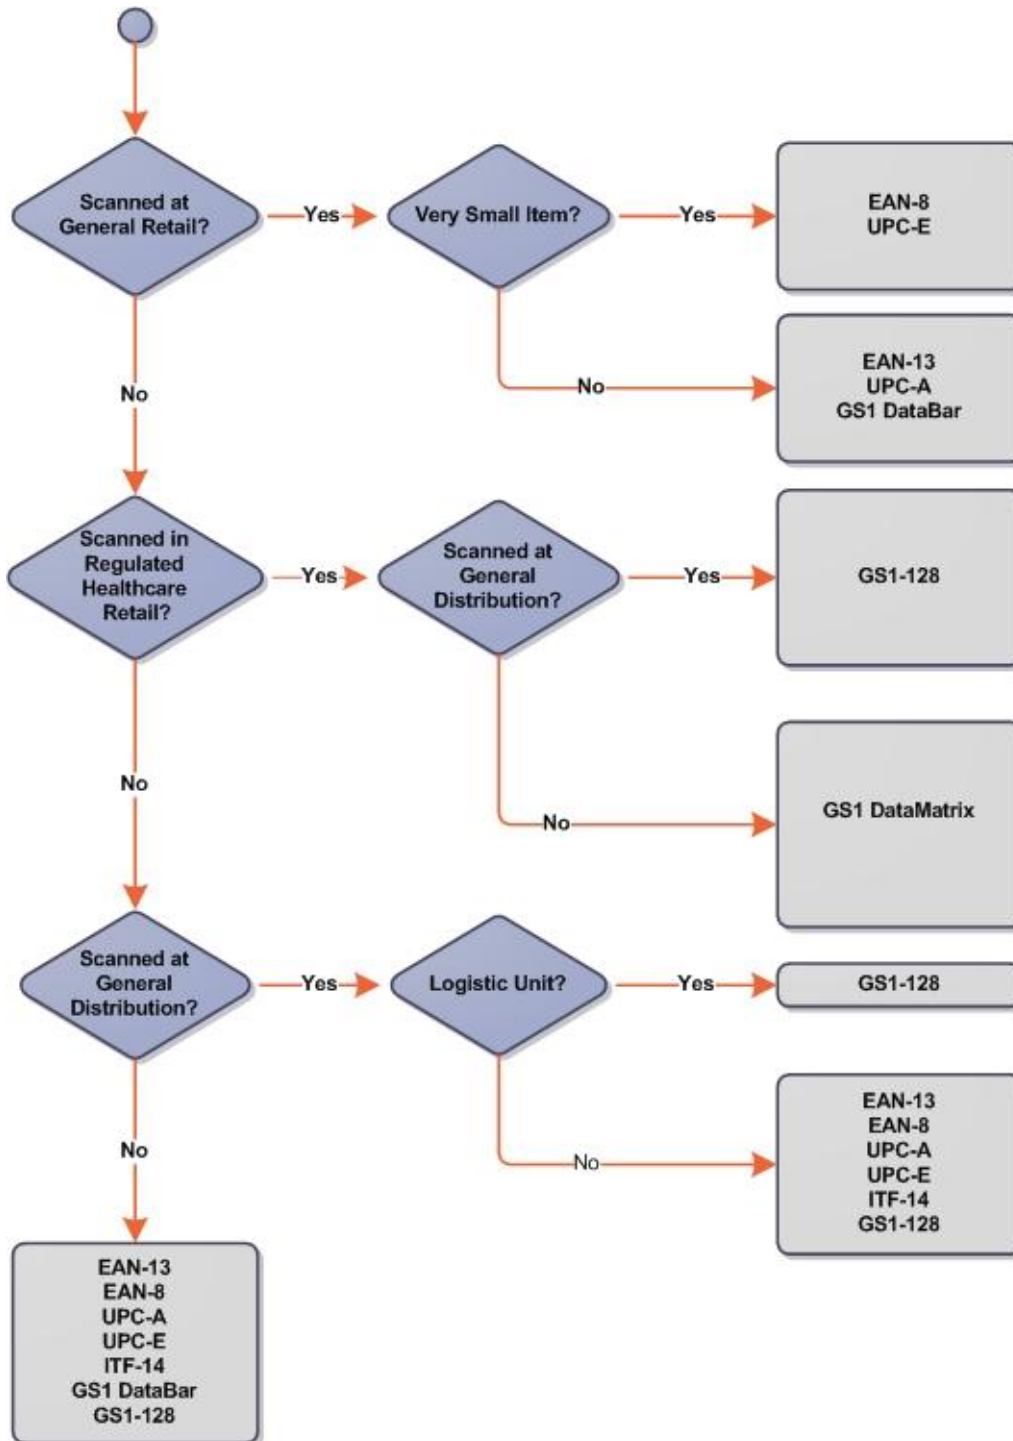 Scanned at
General Retail?
Yes
Very Small Item?
Yes
EAN-8
UPC-E
No
EAN-13
UPC-A
GS1 DataBar
No
Scanned in
Regulated
Healthcare
Retail?
Yes
Scanned at
General
Distribution?
Yes
GS1-128
No
GS1 DataMatrix
No
Scanned at
General
Distribution?
Yes
Logistic Unit?
Yes
GS1-128
No
EAN-13
EAN-8
UPC-A
UPC-E
ITF-14
GS1-128
No
EAN-13
EAN-8
UPC-A
UPC-E
ITF-14
GS1 DataBar
GS1-128